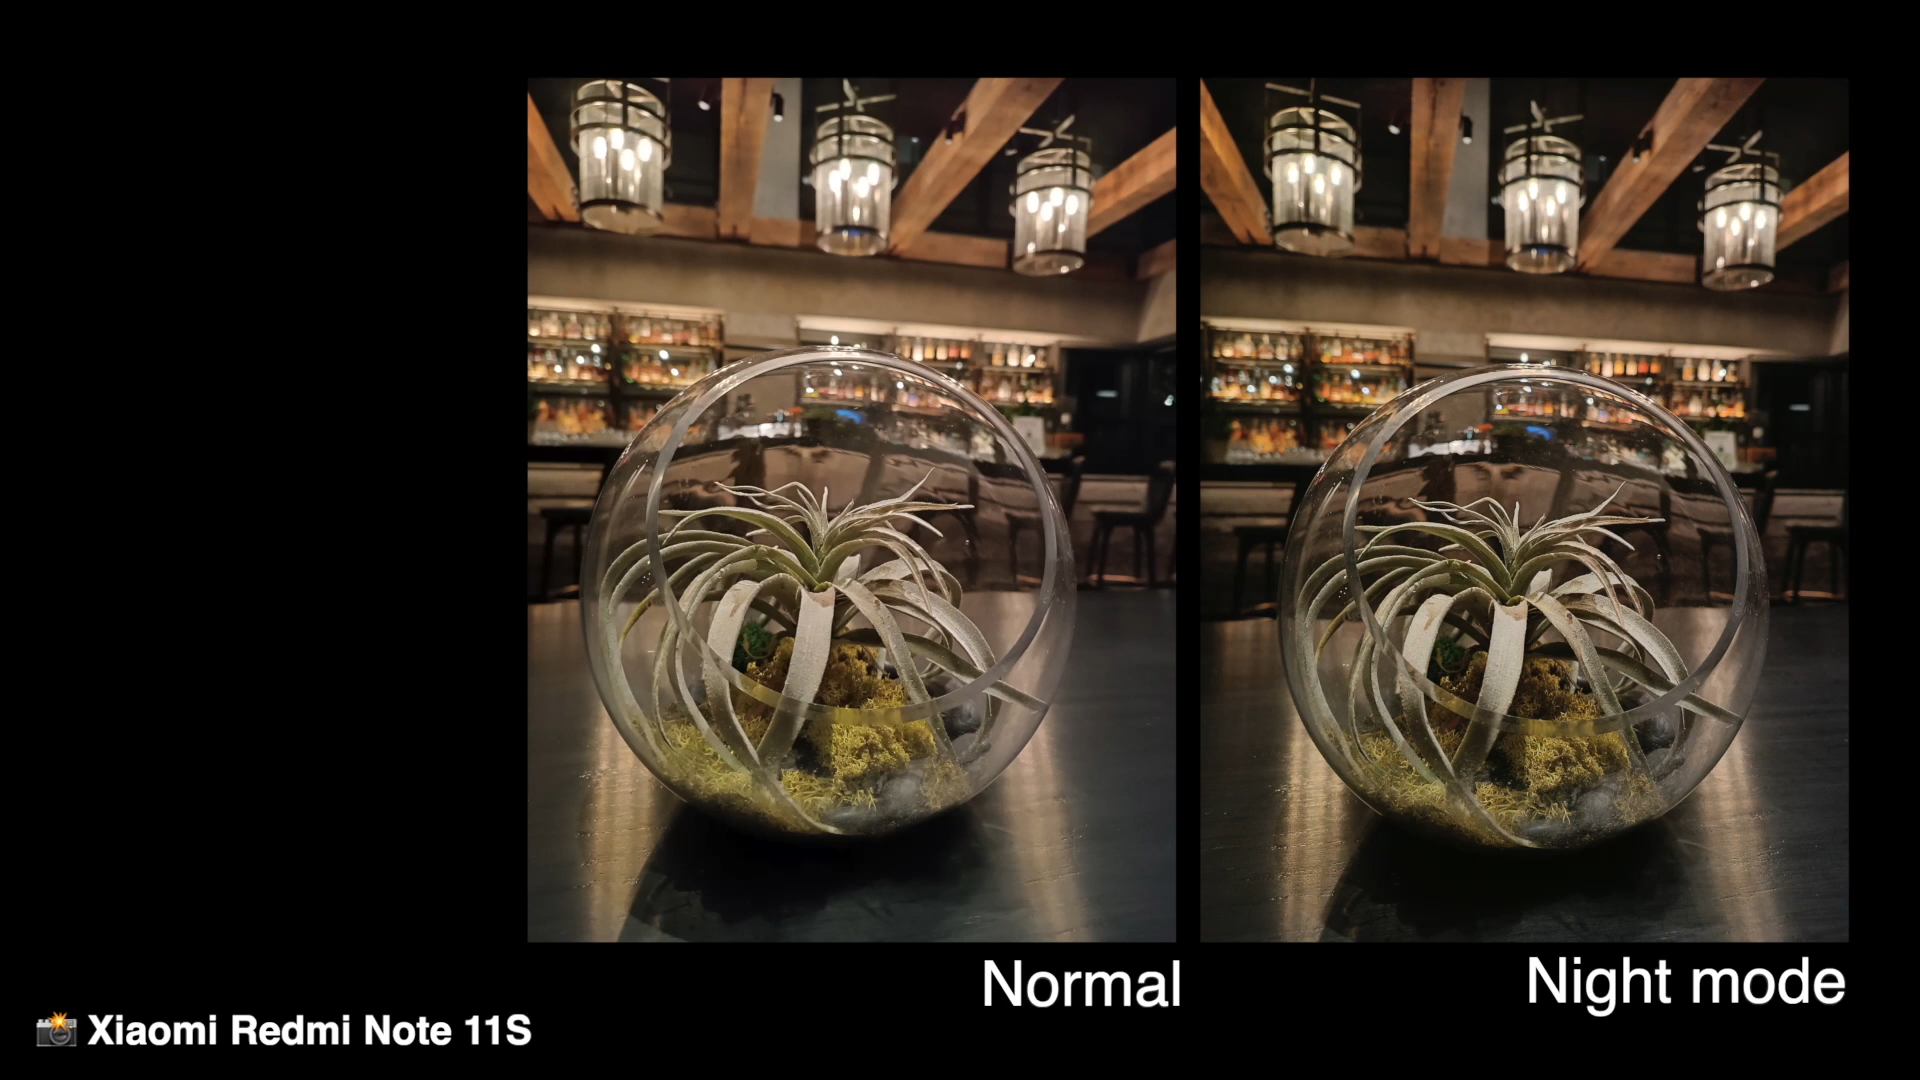 Normal
Night mode
📸 Xiaomi Redmi Note 11S